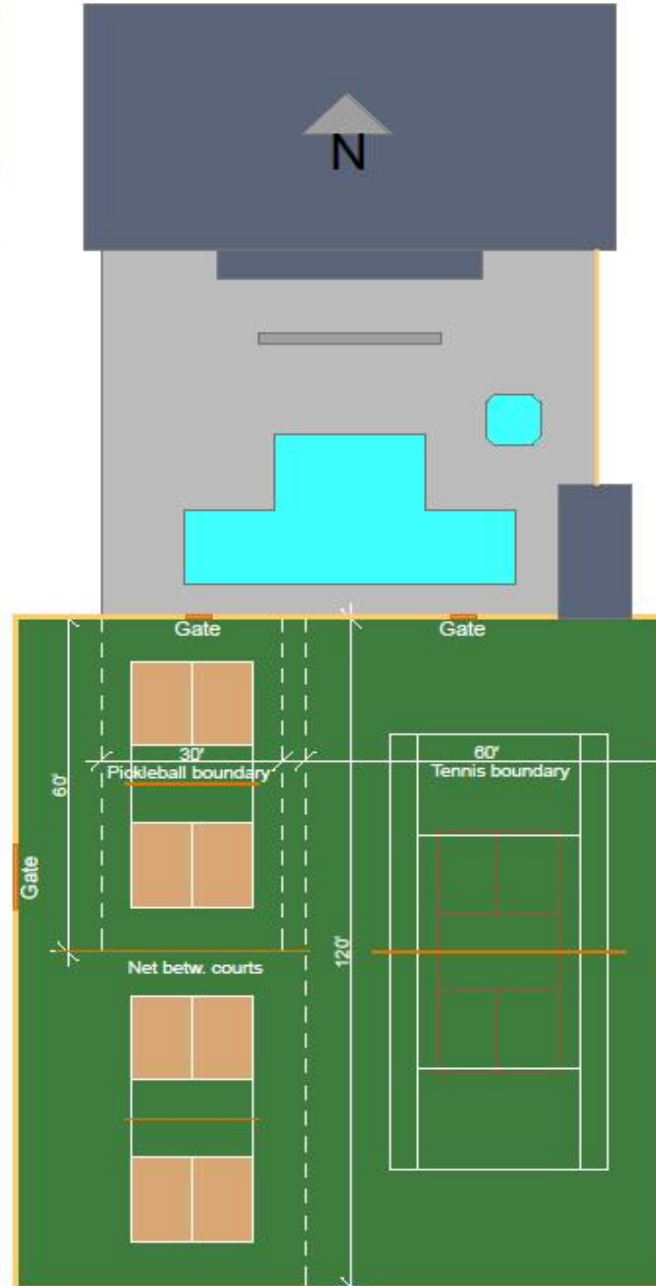 N
Gate
Gate
30'
Pickleball boundary
60'
Tennis boundary
60'
Gate
120'
Net betw. courts